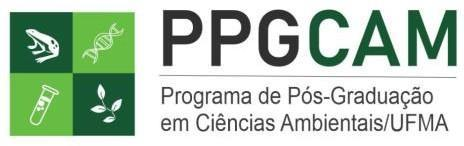 PPGCAM
Programa de Pós-Graduação
em Ciências Ambientais/UFMA